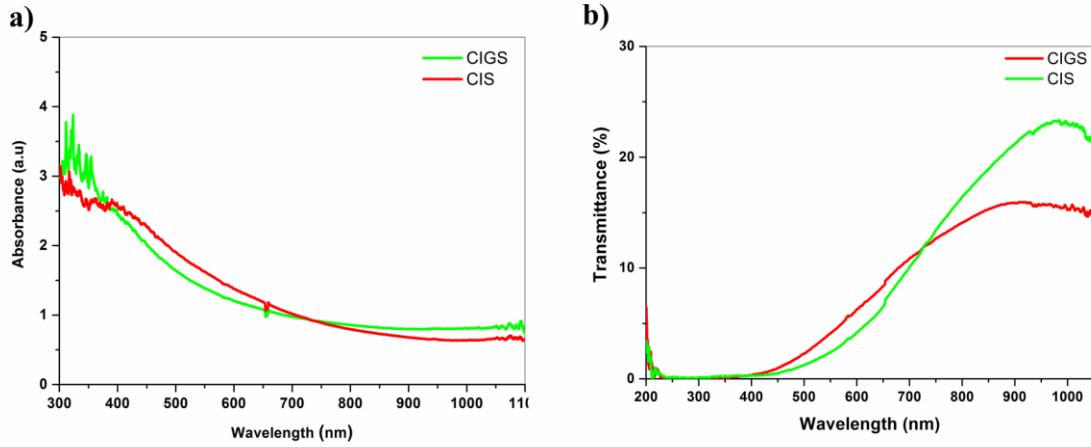 a)
5
4
3
2
1
0
Absorbance (a.u)
CIGS
CIS
300 400 500 600 700 800 900 1000 110
Wavelength (nm)
b)
30
20
10
0
Transmittance (%)
CIGS
CIS
200 300 400 500 600 700 800 900 1000
Wavelength (nm)